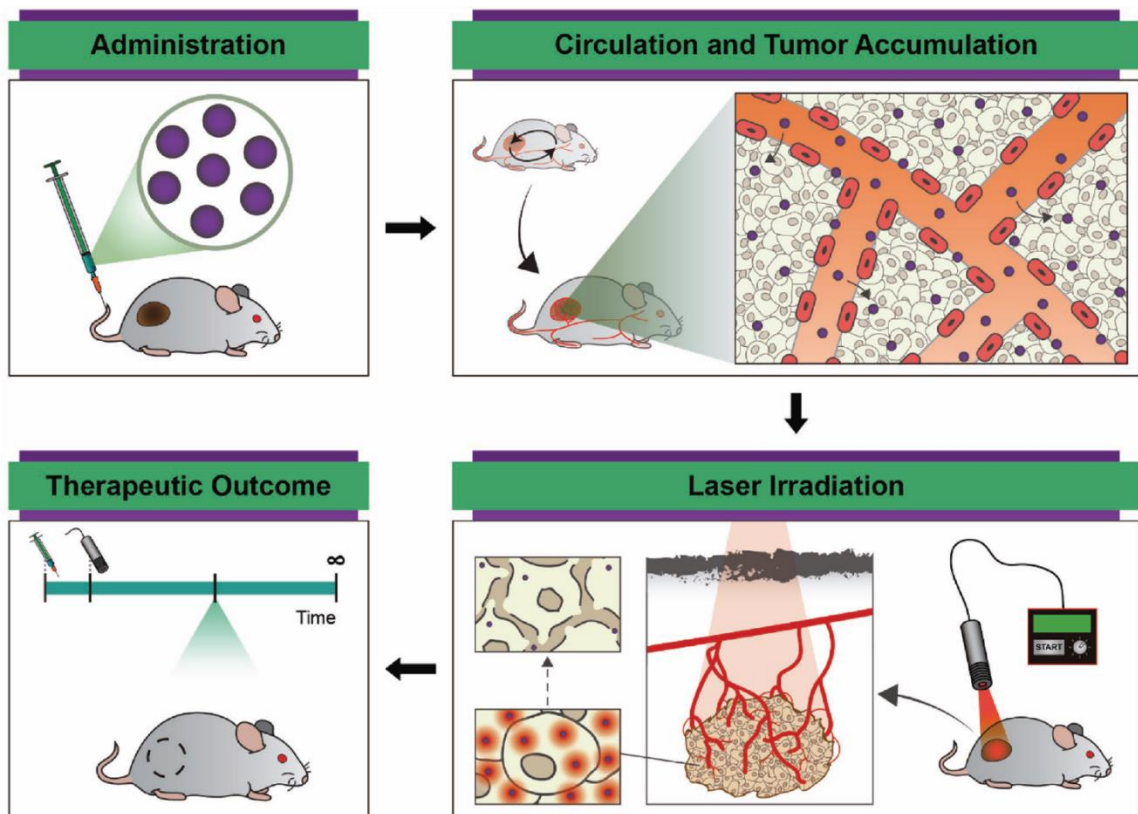 Administration
Circulation and Tumor Accumulation
Therapeutic Outcome
∞
Time
Laser Irradiation
START